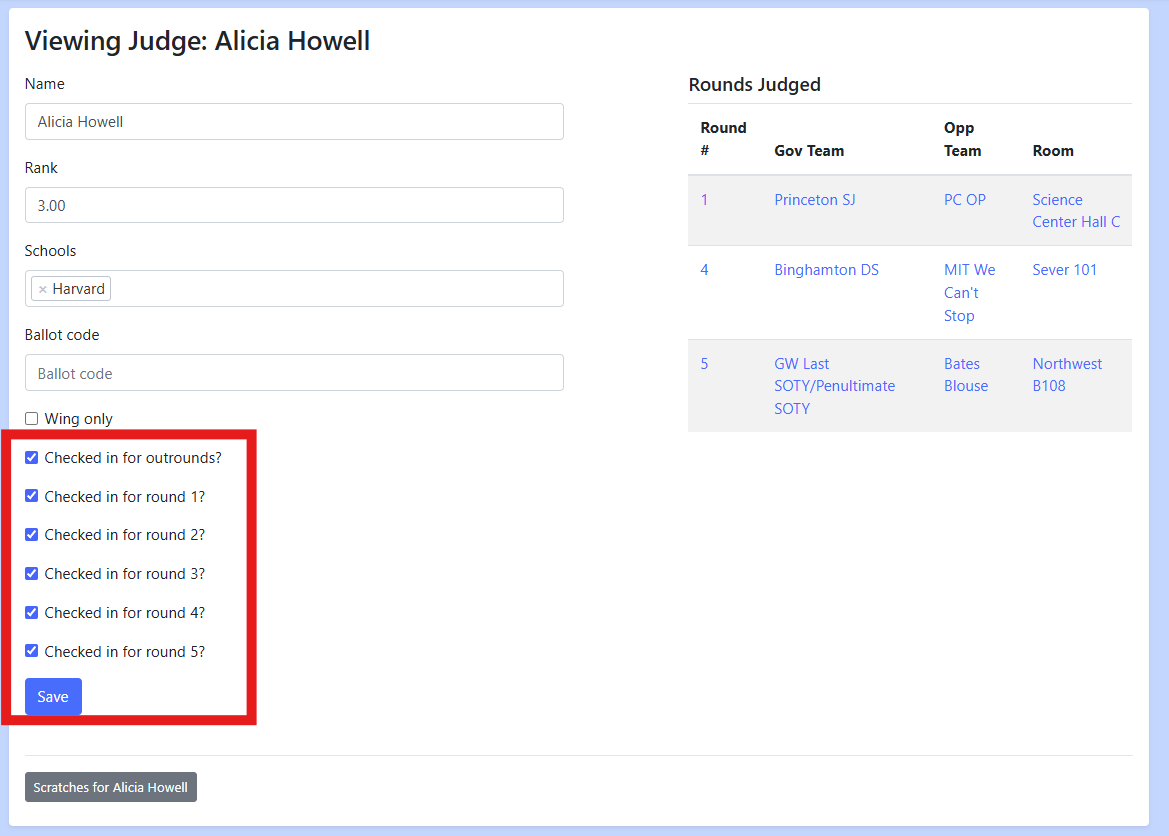 Viewing Judge: Alicia Howell
Name
Alicia Howell
Rank
3.00
Schools
× Harvard
Ballot code
Ballot code
Wing only
Checked in for outrounds?
Checked in for round 1?
Checked in for round 2?
Checked in for round 3?
Checked in for round 4?
Checked in for round 5?
Save
Scratches for Alicia Howell
Rounds Judged
Round
#
Gov Team
Opp
Team
Room
1
Princeton SJ
PC OP
Science
Center Hall C
4
Binghamton DS
MIT We
Can't
Stop
Sever 101
5
GW Last
SOTY/Penultimate
SOTY
Bates
Blouse
Northwest
B108